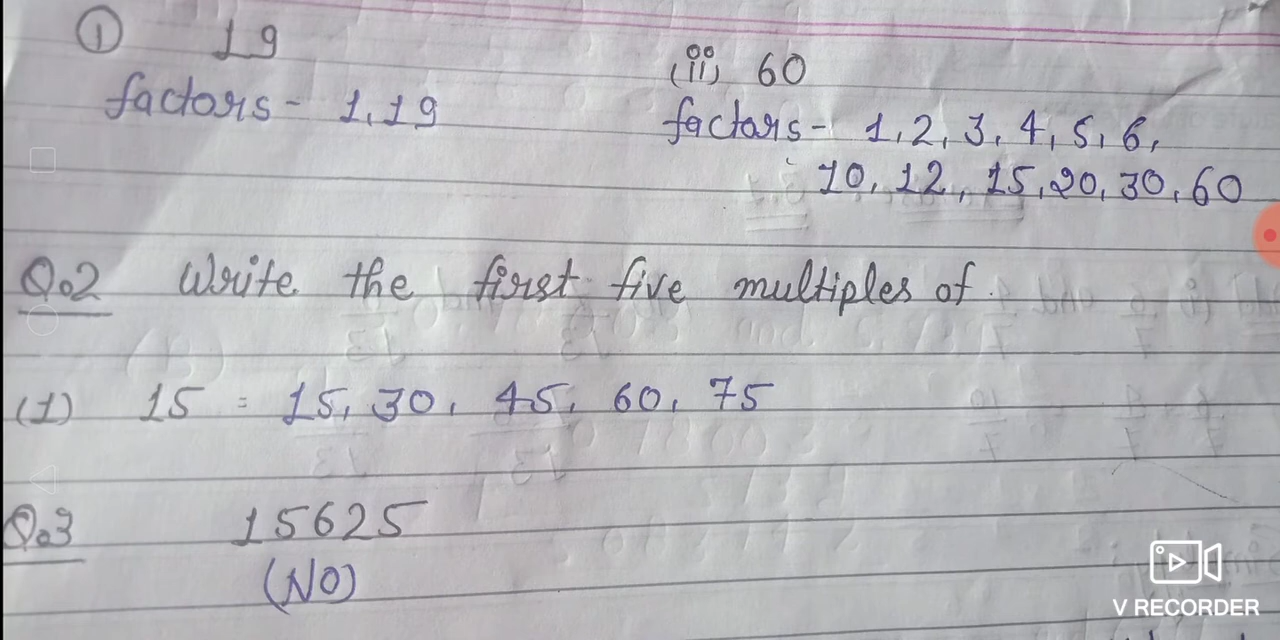 ① 19
factors - 1, 19
(ii) 60
factors - 1, 2, 3, 4, 5, 6,
10, 12, 15, 20, 30, 60
Q.2 Write the first five multiples of.
(1) 15 = 15, 30, 45, 60, 75
Q.3 15625
(NO)
V RECORDER